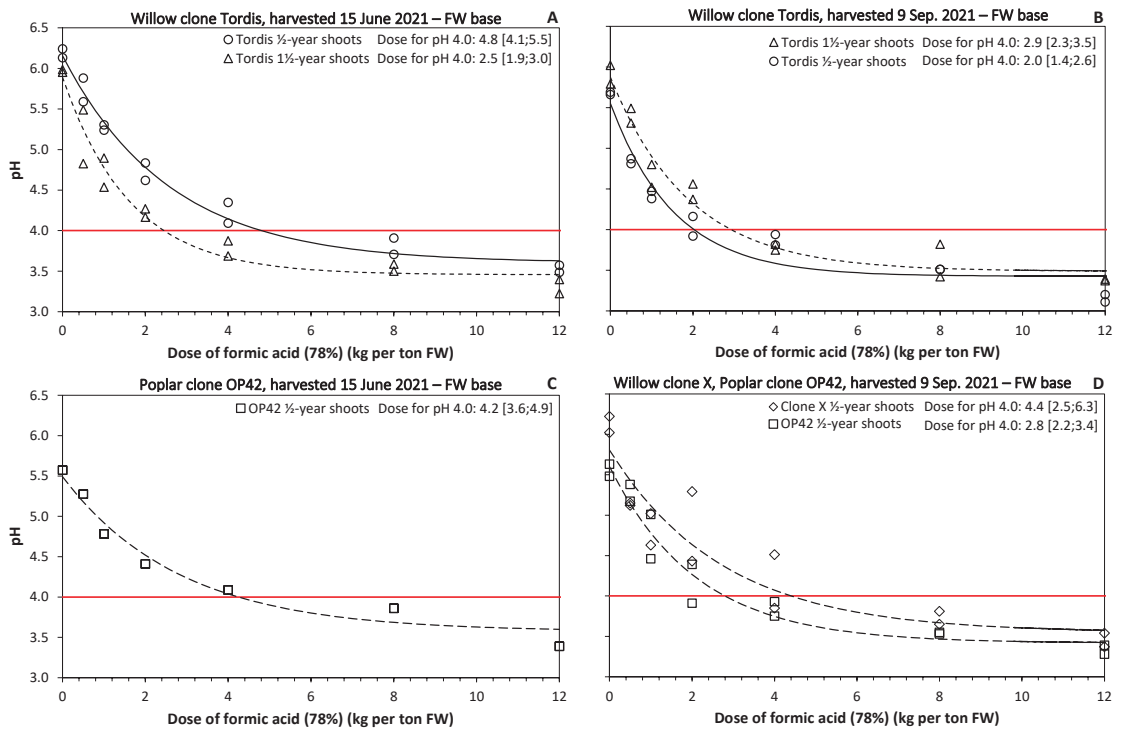 Willow clone Tordis, harvested 15 June 2021 – FW base
A
Tordis ½-year shoots Dose for pH 4.0: 4.8 [4.1;5.5]
Tordis 1½-year shoots Dose for pH 4.0: 2.5 [1.9;3.0]
6.5
6.0
5.5
5.0
4.5
4.0
3.5
3.0
pH
0 2 4 6 8 10 12
Dose of formic acid (78%) (kg per ton FW)
Willow clone Tordis, harvested 9 Sep. 2021 – FW base
B
Tordis 1½-year shoots Dose for pH 4.0: 2.9 [2.3;3.5]
Tordis ½-year shoots Dose for pH 4.0: 2.0 [1.4;2.6]
0 2 4 6 8 10 12
Dose of formic acid (78%) (kg per ton FW)
Poplar clone OP42, harvested 15 June 2021 – FW base
C
OP42 ½-year shoots Dose for pH 4.0: 4.2 [3.6;4.9]
6.5
6.0
5.5
5.0
4.5
4.0
3.5
3.0
pH
0 2 4 6 8 10 12
Dose of formic acid (78%) (kg per ton FW)
Willow clone X, Poplar clone OP42, harvested 9 Sep. 2021 – FW base
D
Clone X ½-year shoots Dose for pH 4.0: 4.4 [2.5;6.3]
OP42 ½-year shoots Dose for pH 4.0: 2.8 [2.2;3.4]
0 2 4 6 8 10 12
Dose of formic acid (78%) (kg per ton FW)